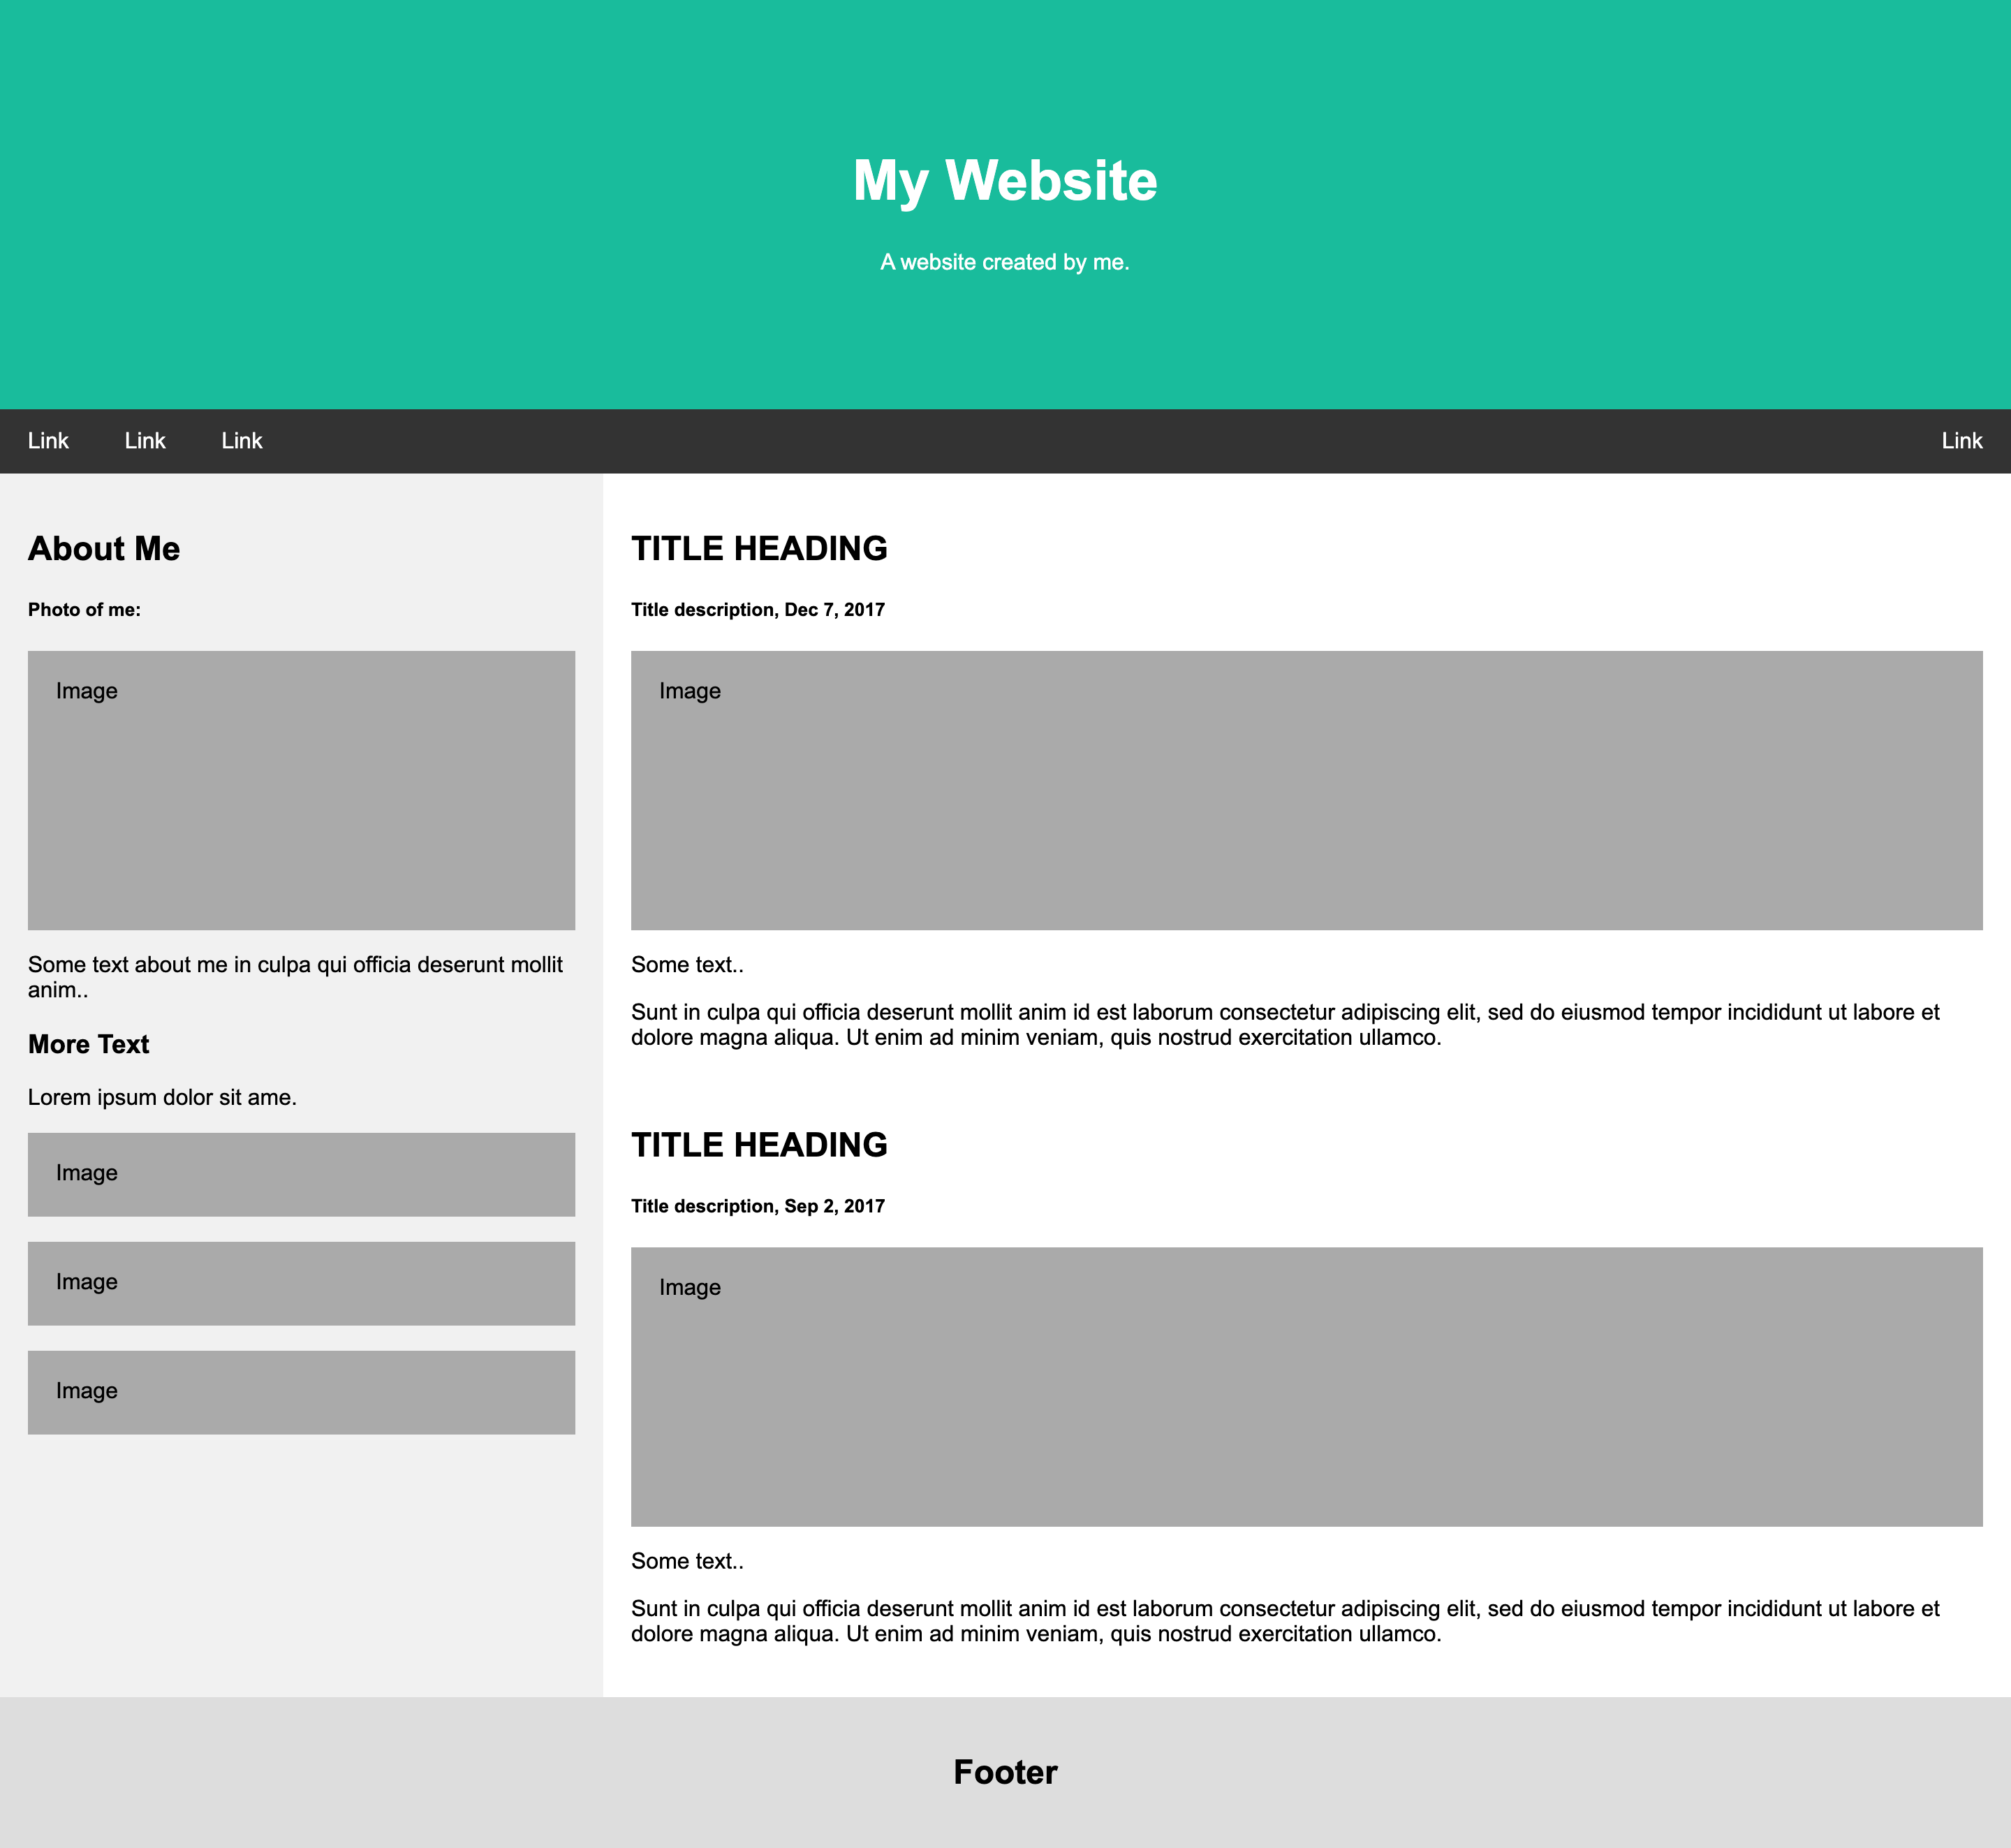 My Website
A website created by me.
Link Link Link Link
About Me
Photo of me:
Image
Some text about me in culpa qui officia deserunt mollit
anim..
More Text
Lorem ipsum dolor sit ame.
Image
Image
Image
TITLE HEADING
Title description, Dec 7, 2017
Image
Some text..
Sunt in culpa qui officia deserunt mollit anim id est laborum consectetur adipiscing elit, sed do eiusmod tempor incididunt ut labore et
dolore magna aliqua. Ut enim ad minim veniam, quis nostrud exercitation ullamco.
TITLE HEADING
Title description, Sep 2, 2017
Image
Some text..
Sunt in culpa qui officia deserunt mollit anim id est laborum consectetur adipiscing elit, sed do eiusmod tempor incididunt ut labore et
dolore magna aliqua. Ut enim ad minim veniam, quis nostrud exercitation ullamco.
Footer